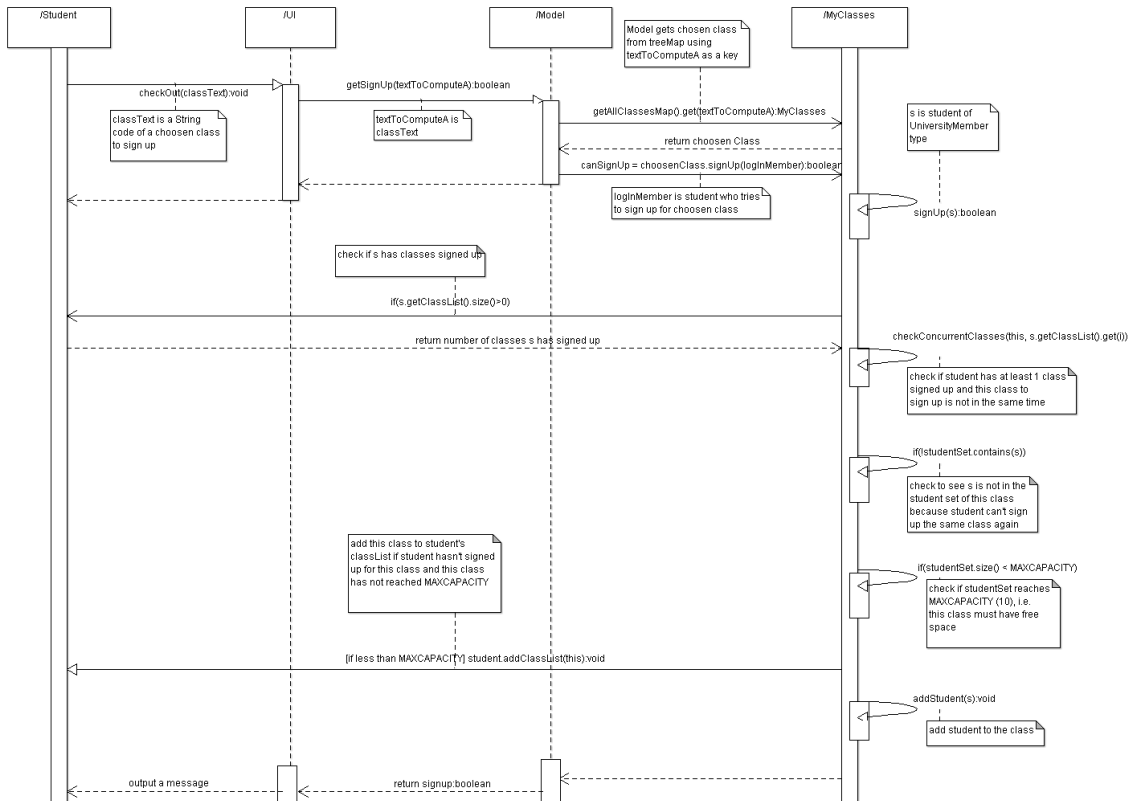 /Student
/UI
/Model
/MyClasses
Model gets chosen class
from treeMap using
textToComputeA as a key
checkOut(classText):void
getSignUp(textToComputeA):boolean
classText is a String
code of a choosen class
to sign up
textToComputeA is
classText
getAllClassesMap().get(textToComputeA):MyClasses
s is student of
UniversityMember
type
return choosen Class
canSignUp = choosenClass.signUp(logInMember):boolean
logInMember is student who tries
to sign up for choosen class
signUp(s):boolean
check if s has classes signed up
if(s.getClassList().size()>0)
return number of classes s has signed up
checkConcurrentClasses(this, s.getClassList().get(i))
check if student has at least 1 class
signed up and this class to
sign up is not in the same time
if(!studentSet.contains(s))
check to see s is not in the
student set of this class
because student can't sign
up the same class again
add this class to student's
classList if student hasn't signed
up for this class and this class
has not reached MAXCAPACITY
if(studentSet.size() < MAXCAPACITY)
check if studentSet reaches
MAXCAPACITY (10), i.e.
this class must have free
space
[if less than MAXCAPACITY] student.addClassList(this):void
addStudent(s):void
add student to the class
output a message
return signup:boolean